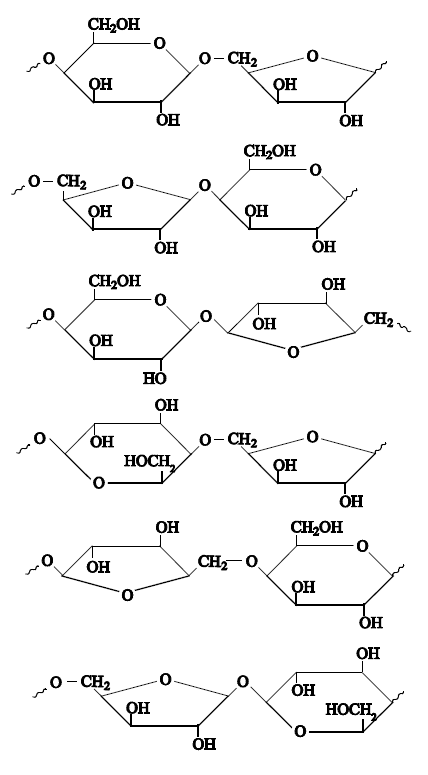 CH₂OH
O O O – CH₂ O
OH OH
OH OH
CH₂OH
O – CH₂ O O O
OH OH
OH OH
CH₂OH OH
O O O CH₂
OH OH
O
HO
OH
O OH O – CH₂ O
HOCH₂ OH
O
OH
OH CH₂OH
O OH CH₂ – O O
O OH
OH
OH
O – CH₂ O O OH
OH HOCH₂
OH O